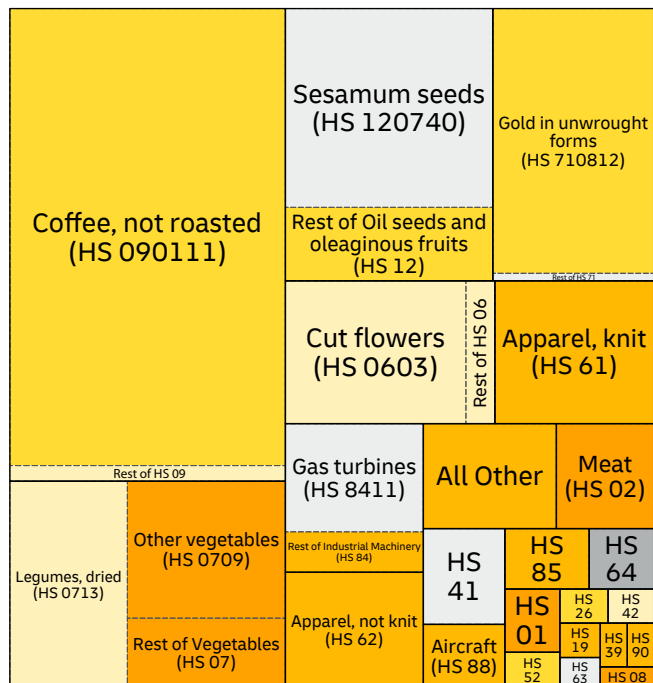 Coffee, not roasted
(HS 090111)
Rest of HS 09
Legumes, dried
(HS 0713)
Other vegetables
(HS 0709)
Rest of Vegetables
(HS 07)
Sesamum seeds
(HS 120740)
Rest of Oil seeds and
oleaginous fruits
(HS 12)
Gold in unwrought
forms
(HS 710812)
Rest of HS 71
Cut flowers
(HS 0603)
Rest of HS 06
Apparel, knit
(HS 61)
Gas turbines
(HS 8411)
Rest of Industrial Machinery
(HS 84)
Apparel, not knit
(HS 62)
All Other
Meat
(HS 02)
HS
41
Aircraft
(HS 88)
HS
85
HS
64
HS
01
HS
52
HS
26
HS
42
HS
19
HS
39
HS
90
HS
63
HS 08